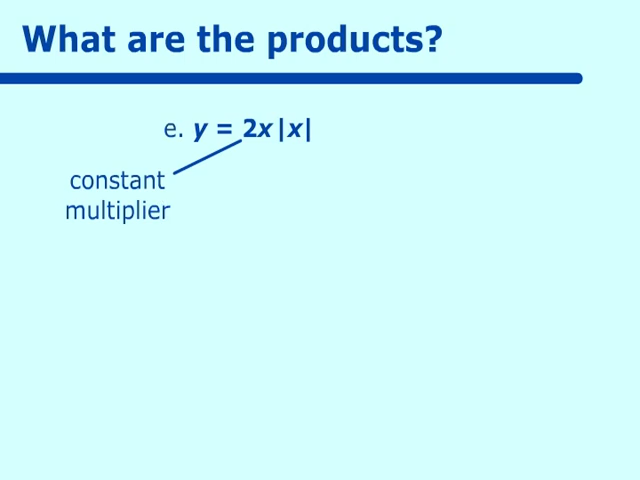 What are the products?
e. y = 2x|x|
constant
multiplier